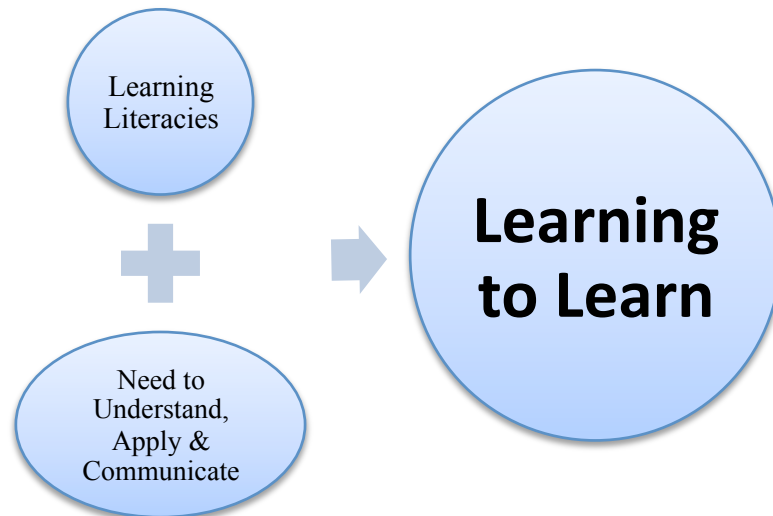 Learning
Literacies
Need to
Understand,
Apply &
Communicate
Learning
to Learn